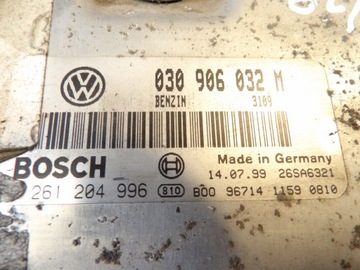 030 906 032 M
BENZIN 3109
BOSCH
Made in Germany
14.07.99 26SA6321
261 204 996 810 BOO 96714 1159 0810